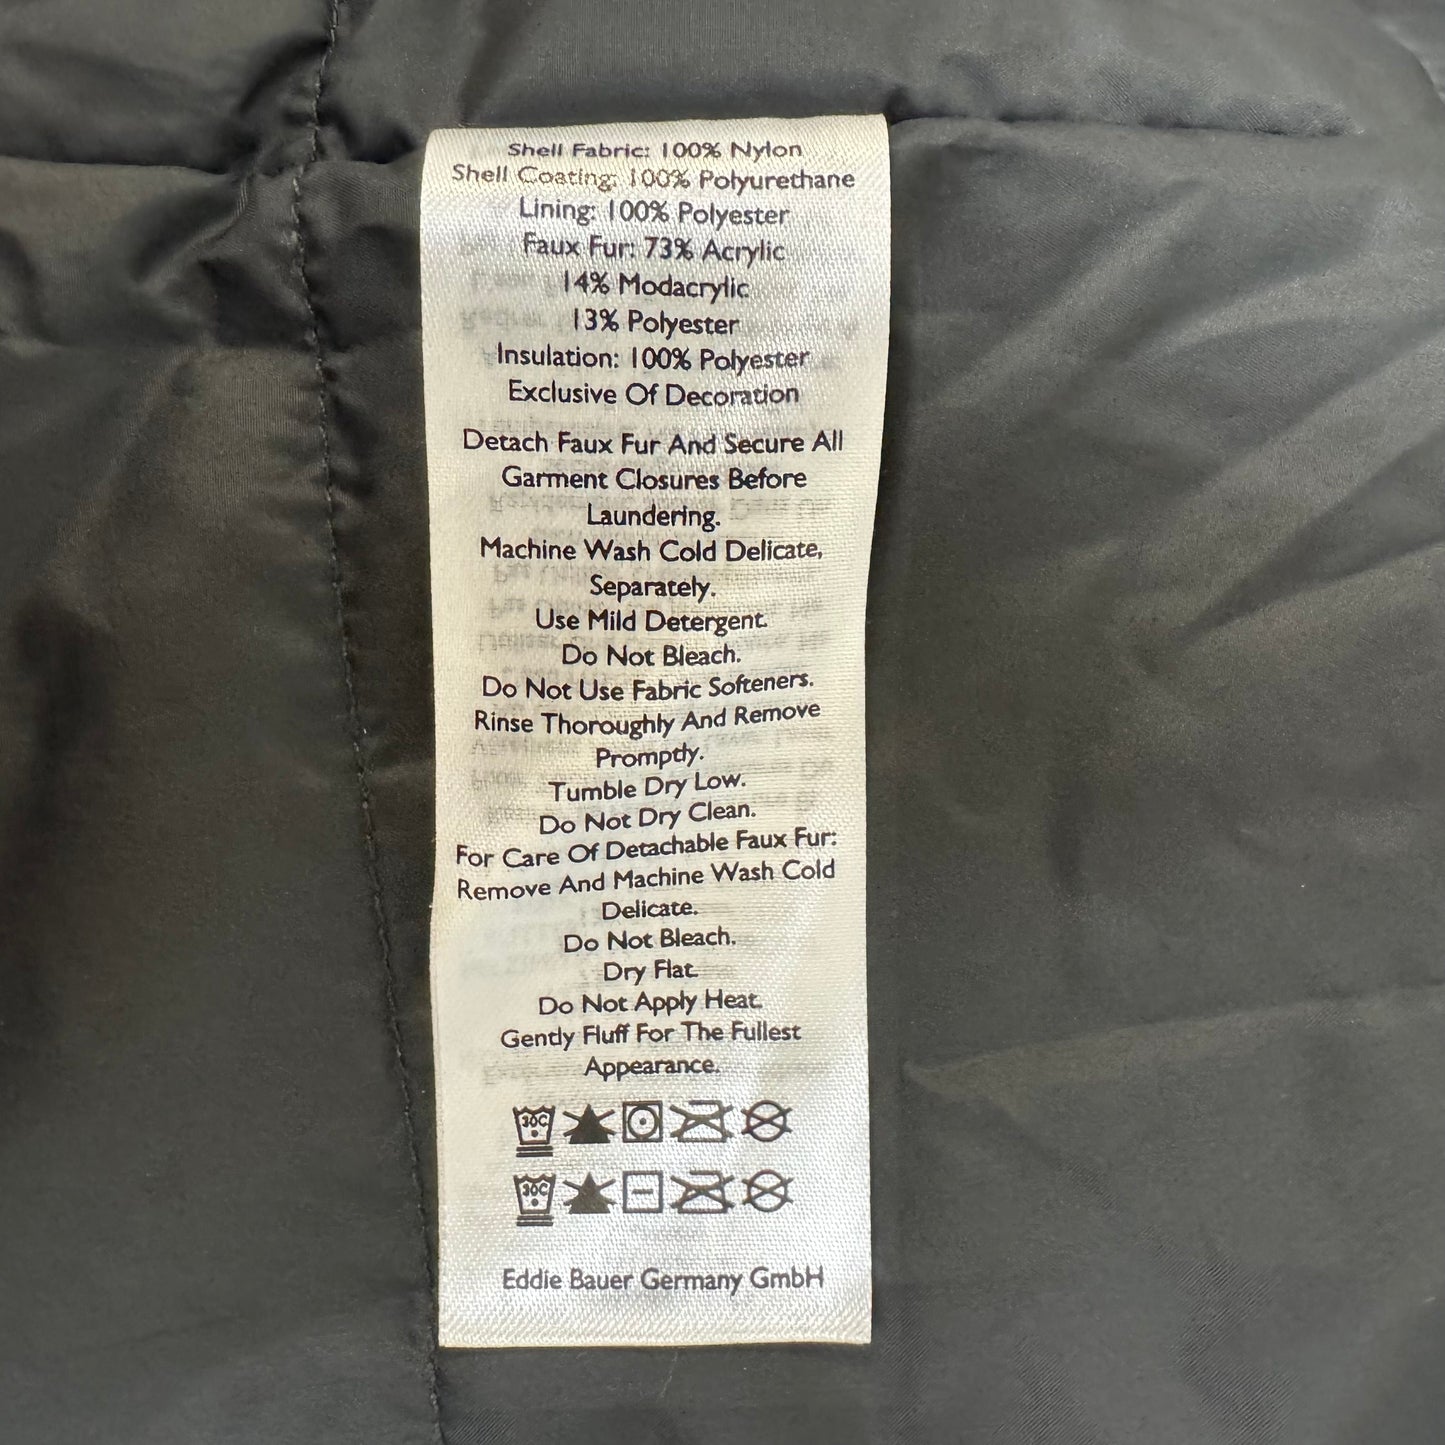 Shell Fabric: 100% Nylon
Shell Coating: 100% Polyurethane
Lining: 100% Polyester
Faux Fur: 73% Acrylic
14% Modacrylic
13% Polyester
Insulation: 100% Polyester
Exclusive Of Decoration
Detach Faux Fur And Secure All
Garment Closures Before
Laundering.
Machine Wash Cold Delicate,
Separately.
Use Mild Detergent.
Do Not Bleach.
Do Not Use Fabric Softeners.
Rinse Thoroughly And Remove
Promptly.
Tumble Dry Low.
Do Not Dry Clean.
For Care Of Detachable Faux Fur:
Remove And Machine Wash Cold
Delicate.
Do Not Bleach.
Dry Flat.
Do Not Apply Heat.
Gently Fluff For The Fullest
Appearance.
30C
30C
Eddie Bauer Germany GmbH